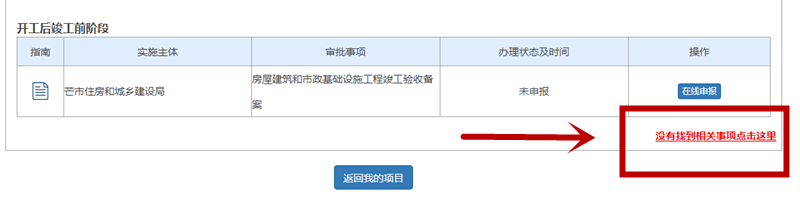 开工后竣工前阶段
指南 实施主体 审批事项 办理状态及时间 操作
芒市住房和城乡建设局 房屋建筑和市政基础设施工程竣工验收备 未申报 在线申报
案
没有找到相关事项点击这里
返回我的项目